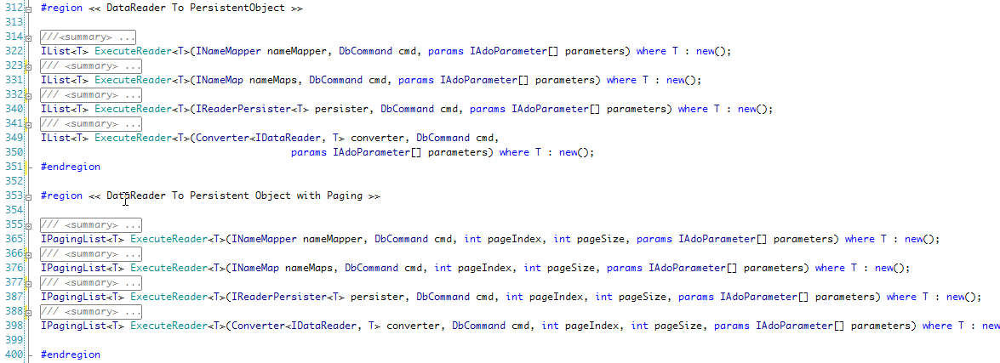 312 #region << DataReader To PersistentObject >>
313
314 ///<summary> ...
322 IList<T> ExecuteReader<T>(INameMapper nameMapper, DbCommand cmd, params IAdoParameter[] parameters) where T : new();
323 /// <summary> ...
331 IList<T> ExecuteReader<T>(INameMap nameMaps, DbCommand cmd, params IAdoParameter[] parameters) where T : new();
332 /// <summary> ...
340 IList<T> ExecuteReader<T>(IReaderPersister<T> persister, DbCommand cmd, params IAdoParameter[] parameters) where T : new();
341 /// <summary> ...
349 IList<T> ExecuteReader<T>(Converter<IDataReader, T> converter, DbCommand cmd,
350 params IAdoParameter[] parameters) where T : new();
351 #endregion
352
353 #region << DataReader To Persistent Object with Paging >>
354
355 /// <summary> ...
365 IPagingList<T> ExecuteReader<T>(INameMapper nameMapper, DbCommand cmd, int pageIndex, int pageSize, params IAdoParameter[] parameters) where T : new();
366 /// <summary> ...
376 IPagingList<T> ExecuteReader<T>(INameMap nameMaps, DbCommand cmd, int pageIndex, int pageSize, params IAdoParameter[] parameters) where T : new();
377 /// <summary> ...
387 IPagingList<T> ExecuteReader<T>(IReaderPersister<T> persister, DbCommand cmd, int pageIndex, int pageSize, params IAdoParameter[] parameters) where T : new();
388 /// <summary> ...
398 IPagingList<T> ExecuteReader<T>(Converter<IDataReader, T> converter, DbCommand cmd, int pageIndex, int pageSize, params IAdoParameter[] parameters) where T : new
399
400 #endregion